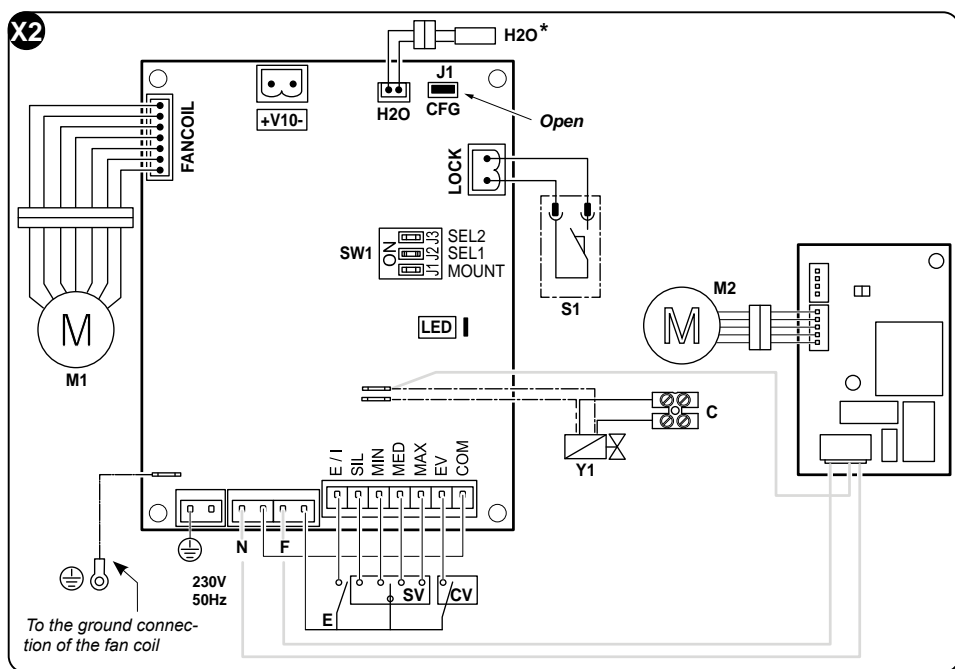 X2
H2O*
J1
+V10-
H2O
CFG
Open
FANCOIL
LOCK
SW1
ON
J3
SEL2
J2
SEL1
J1
MOUNT
S1
M
M1
LED
M
M2
C
Y1
E / I
SIL
MIN
MED
MAX
EV
COM
N
F
230V
50Hz
E
SV
CV
To the ground connec-
tion of the fan coil